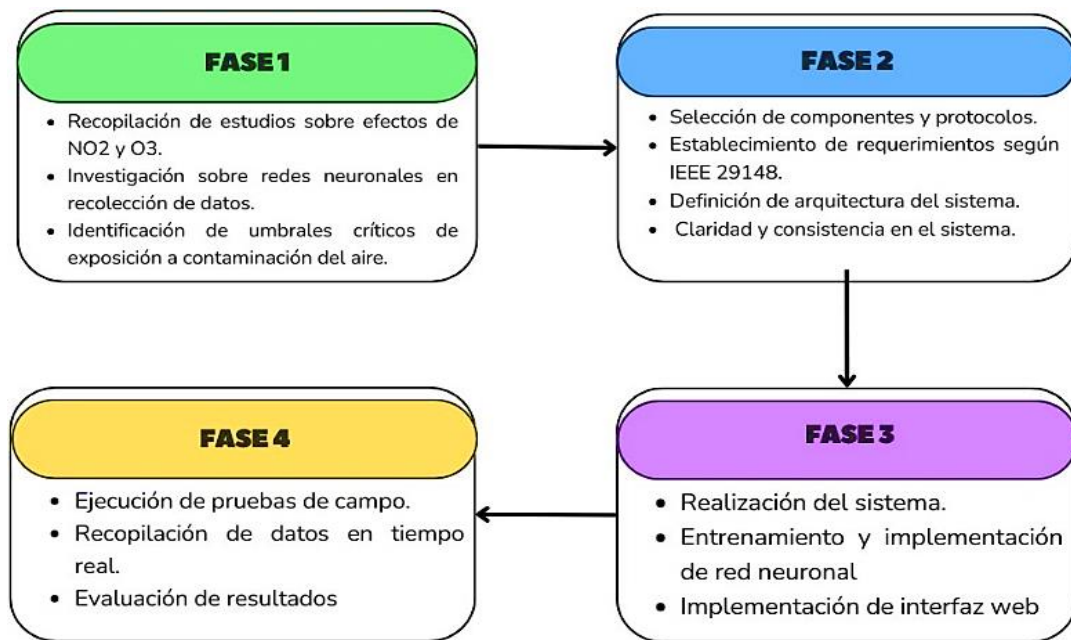 FASE 1
• Recopilación de estudios sobre efectos de
NO2 y O3.
• Investigación sobre redes neuronales en
recolección de datos.
• Identificación de umbrales críticos de
exposición a contaminación del aire.
FASE 2
• Selección de componentes y protocolos.
• Establecimiento de requerimientos según
IEEE 29148.
• Definición de arquitectura del sistema.
• Claridad y consistencia en el sistema.
FASE 3
• Realización del sistema.
• Entrenamiento y implementación
de red neuronal
• Implementación de interfaz web
FASE 4
• Ejecución de pruebas de campo.
• Recopilación de datos en tiempo
real.
• Evaluación de resultados